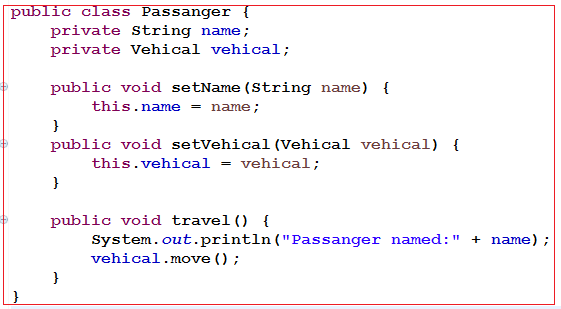 public class Passanger {
private String name;
private Vehical vehical;
public void setName(String name) {
this.name = name;
}
public void setVehical(Vehical vehical) {
this.vehical = vehical;
}
public void travel() {
System.out.println("Passanger named:" + name);
vehical.move();
}
}